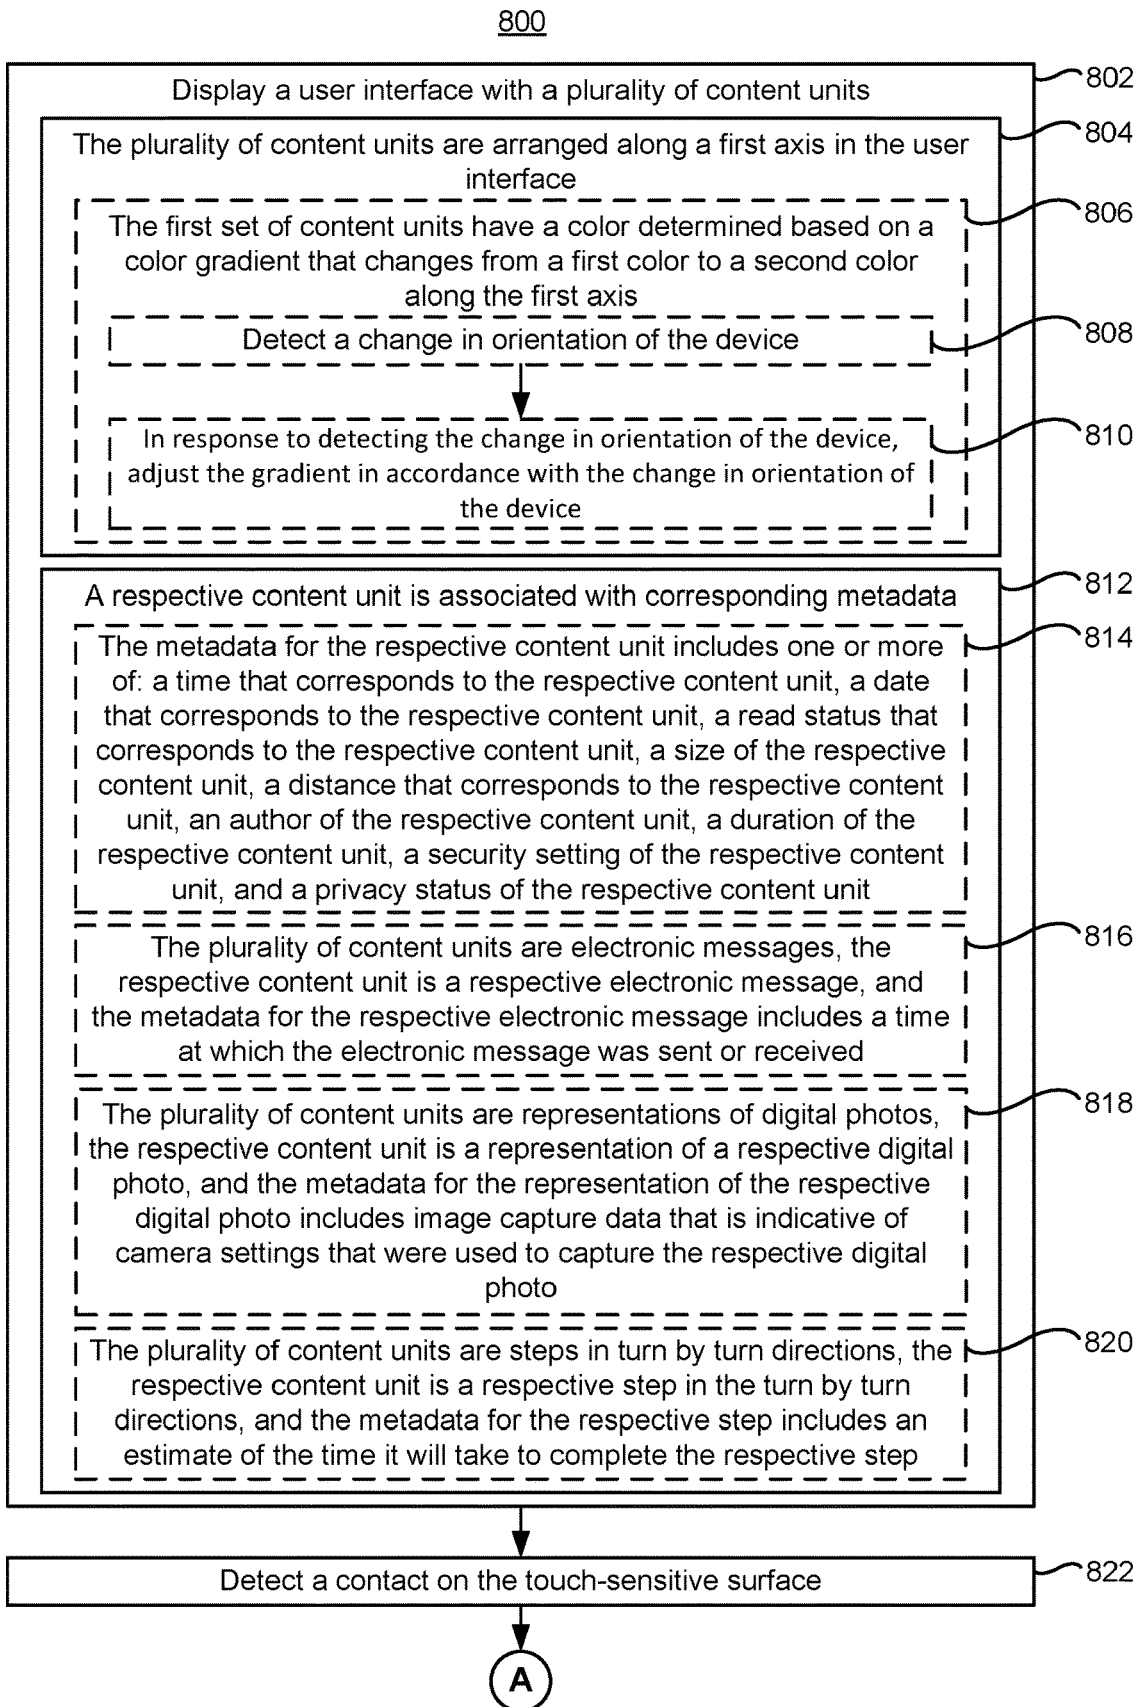 800
Display a user interface with a plurality of content units
802
The plurality of content units are arranged along a first axis in the user
interface
804
The first set of content units have a color determined based on a
color gradient that changes from a first color to a second color
along the first axis
806
Detect a change in orientation of the device
808
In response to detecting the change in orientation of the device,
adjust the gradient in accordance with the change in orientation of
the device
810
A respective content unit is associated with corresponding metadata
812
The metadata for the respective content unit includes one or more
of: a time that corresponds to the respective content unit, a date
that corresponds to the respective content unit, a read status that
corresponds to the respective content unit, a size of the respective
content unit, a distance that corresponds to the respective content
unit, an author of the respective content unit, a duration of the
respective content unit, a security setting of the respective content
unit, and a privacy status of the respective content unit
814
The plurality of content units are electronic messages, the
respective content unit is a respective electronic message, and
the metadata for the respective electronic message includes a time
at which the electronic message was sent or received
816
The plurality of content units are representations of digital photos,
the respective content unit is a representation of a respective digital
photo, and the metadata for the representation of the respective
digital photo includes image capture data that is indicative of
camera settings that were used to capture the respective digital
photo
818
The plurality of content units are steps in turn by turn directions, the
respective content unit is a respective step in the turn by turn
directions, and the metadata for the respective step includes an
estimate of the time it will take to complete the respective step
820
Detect a contact on the touch-sensitive surface
822
A